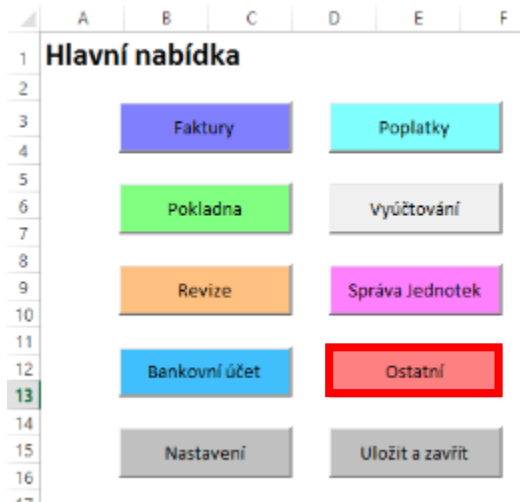 A B C D E F
1 Hlavní nabídka
2
3 Faktury Poplatky
4
5
6 Pokladna Vyúčtování
7
8
9 Revize Správa Jednotek
10
11
12 Bankovní účet Ostatní
13
14
15 Nastavení Uložit a zavřít
16
17